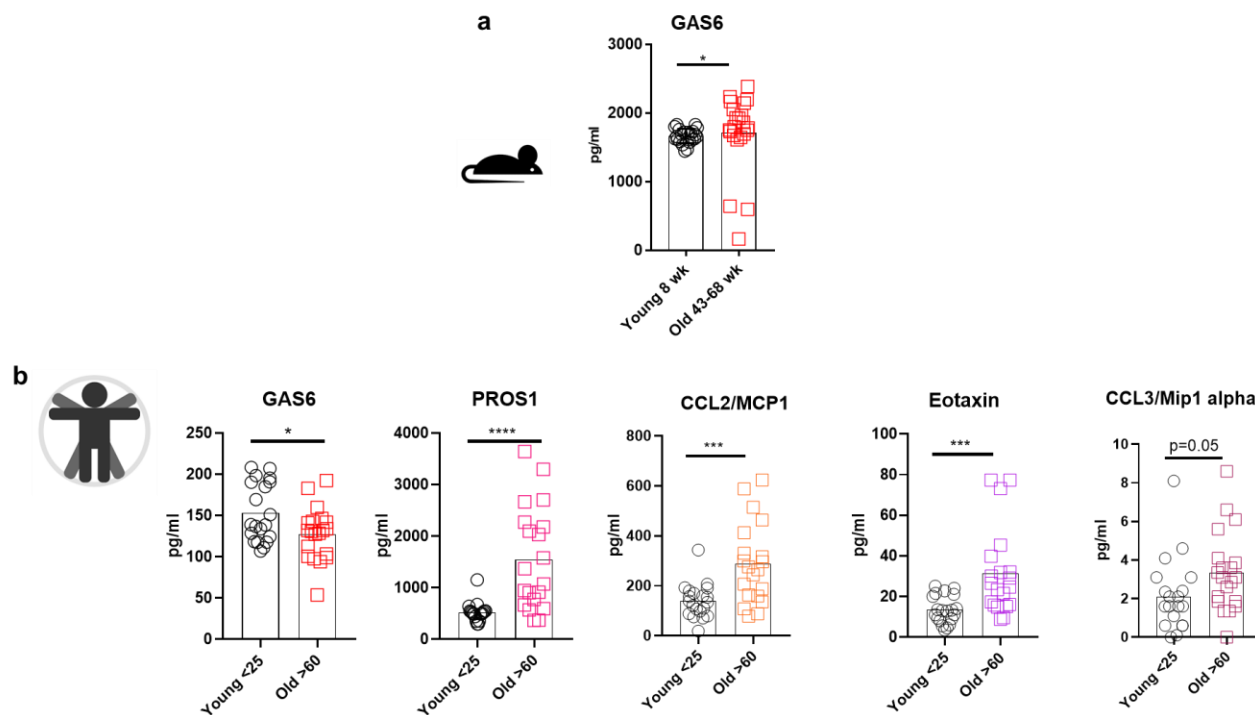 a
GAS6
3000
2000
1000
0
pg/ml
*
Young 8 wk
Old 43-68 wk
b
GAS6
250
200
150
100
50
0
pg/ml
*
Young <25
Old >60
PROS1
4000
3000
2000
1000
0
pg/ml
****
Young <25
Old >60
CCL2/MCP1
800
600
400
200
0
pg/ml
***
Young <25
Old >60
Eotaxin
100
80
60
40
20
0
pg/ml
***
Young <25
Old >60
CCL3/Mip1 alpha
10
8
6
4
2
0
pg/ml
p=0.05
Young <25
Old >60